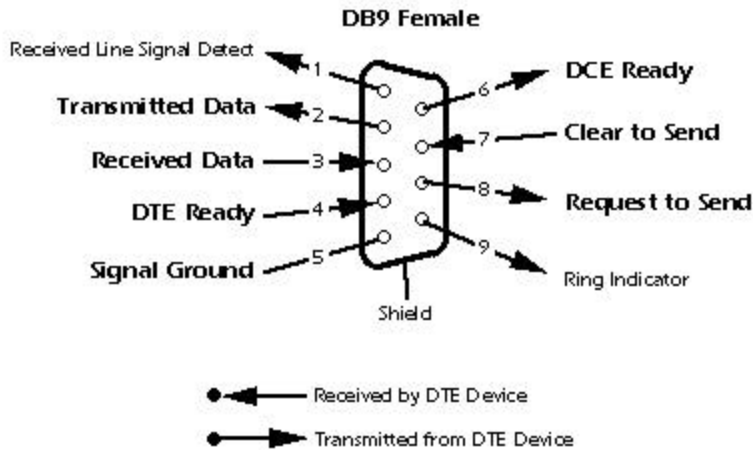 DB9 Female
Received Line Signal Detect
1
6
DCE Ready
Transmitted Data
2
7
Clear to Send
Received Data
3
8
Request to Send
DTE Ready
4
9
Ring Indicator
Signal Ground
5
Shield
Received by DTE Device
Transmitted from DTE Device